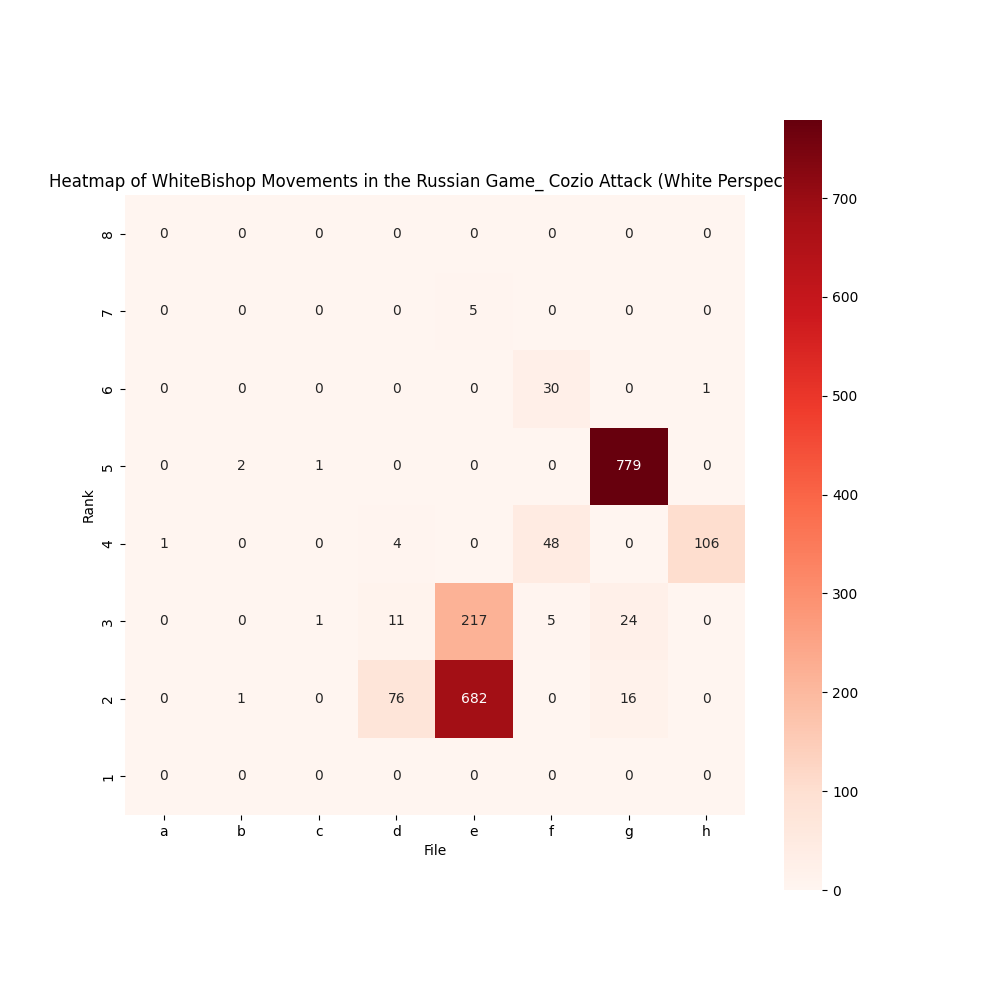 Heatmap of WhiteBishop Movements in the Russian Game_ Cozio Attack (White Perspec
8 0 0 0 0 0 0 0 0
7 0 0 0 0 5 0 0 0
6 0 0 0 0 0 30 0 1
5 0 2 1 0 0 0 779 0
4 1 0 0 4 0 48 0 106
3 0 0 1 11 217 5 24 0
2 0 1 0 76 682 0 16 0
1 0 0 0 0 0 0 0 0
Rank
a b c d e f g h
File
700
600
500
400
300
200
100
0